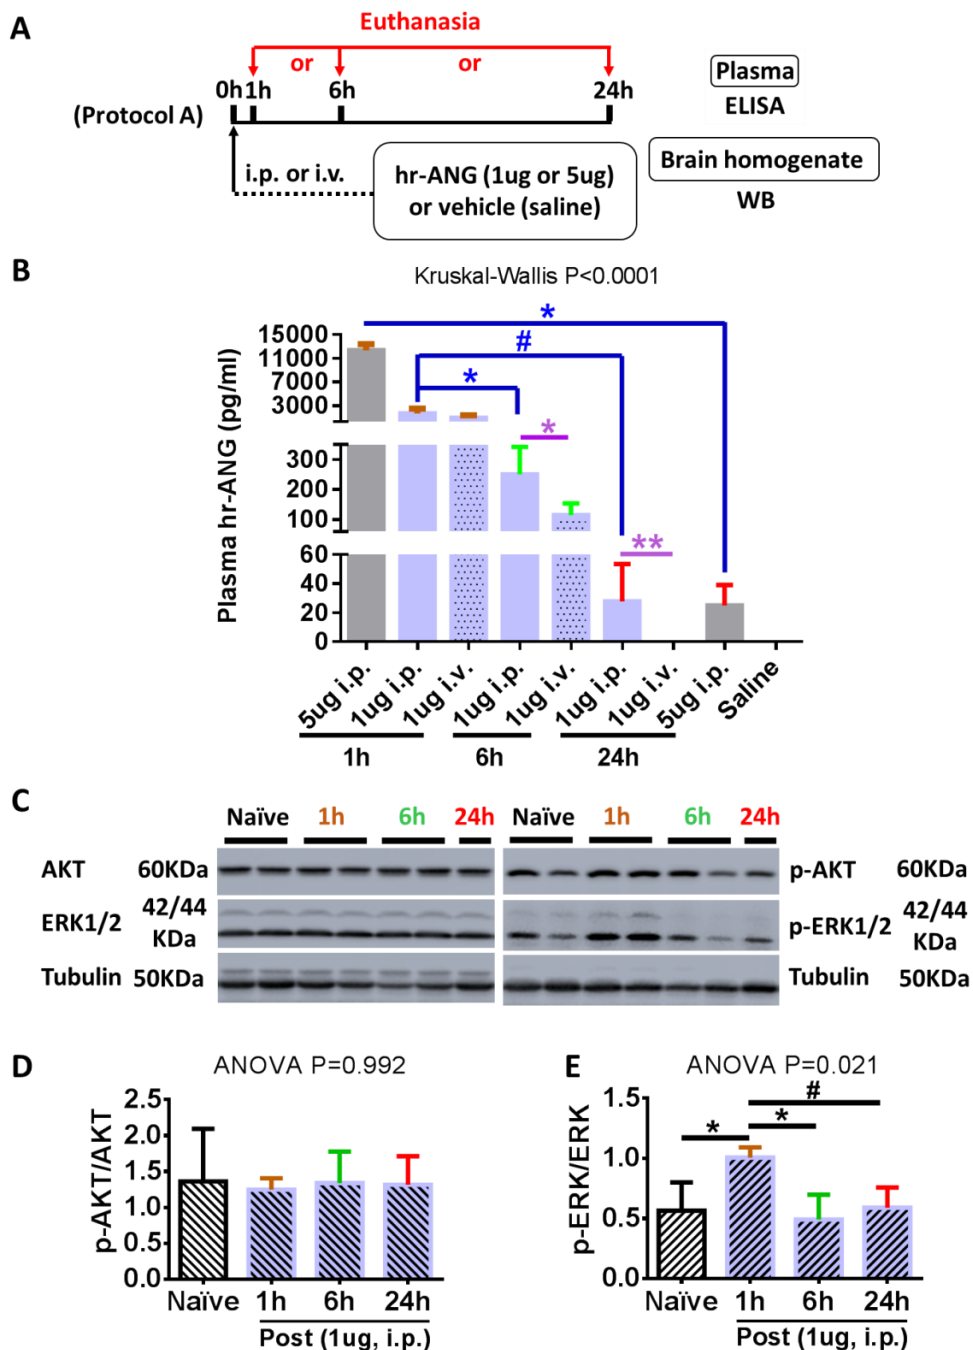 A
Euthanasia
or or
0h 1h 6h 24h
(Protocol A)
i.p. or i.v.
hr-ANG (1ug or 5ug)
or vehicle (saline)
Plasma
ELISA
Brain homogenate
WB
B
Kruskal-Wallis P<0.0001
*
#
*
*
**
Plasma hr-ANG (pg/ml)
15000
11000
7000
3000
300
200
100
60
40
20
0
5ug i.p. 1ug i.p. 1ug i.v. 1ug i.p. 1ug i.v. 1ug i.p. 1ug i.v. 5ug i.p. Saline
1h 6h 24h
C
Naïve 1h 6h 24h Naïve 1h 6h 24h
AKT 60KDa p-AKT 60KDa
ERK1/2 42/44 KDa p-ERK1/2 42/44 KDa
Tubulin 50KDa Tubulin 50KDa
D
ANOVA P=0.992
p-AKT/AKT
2.5
2.0
1.5
1.0
0.5
0.0
Naïve 1h 6h 24h
Post (1ug, i.p.)
E
ANOVA P=0.021
#
* *
p-ERK/ERK
1.5
1.0
0.5
0.0
Naïve 1h 6h 24h
Post (1ug, i.p.)